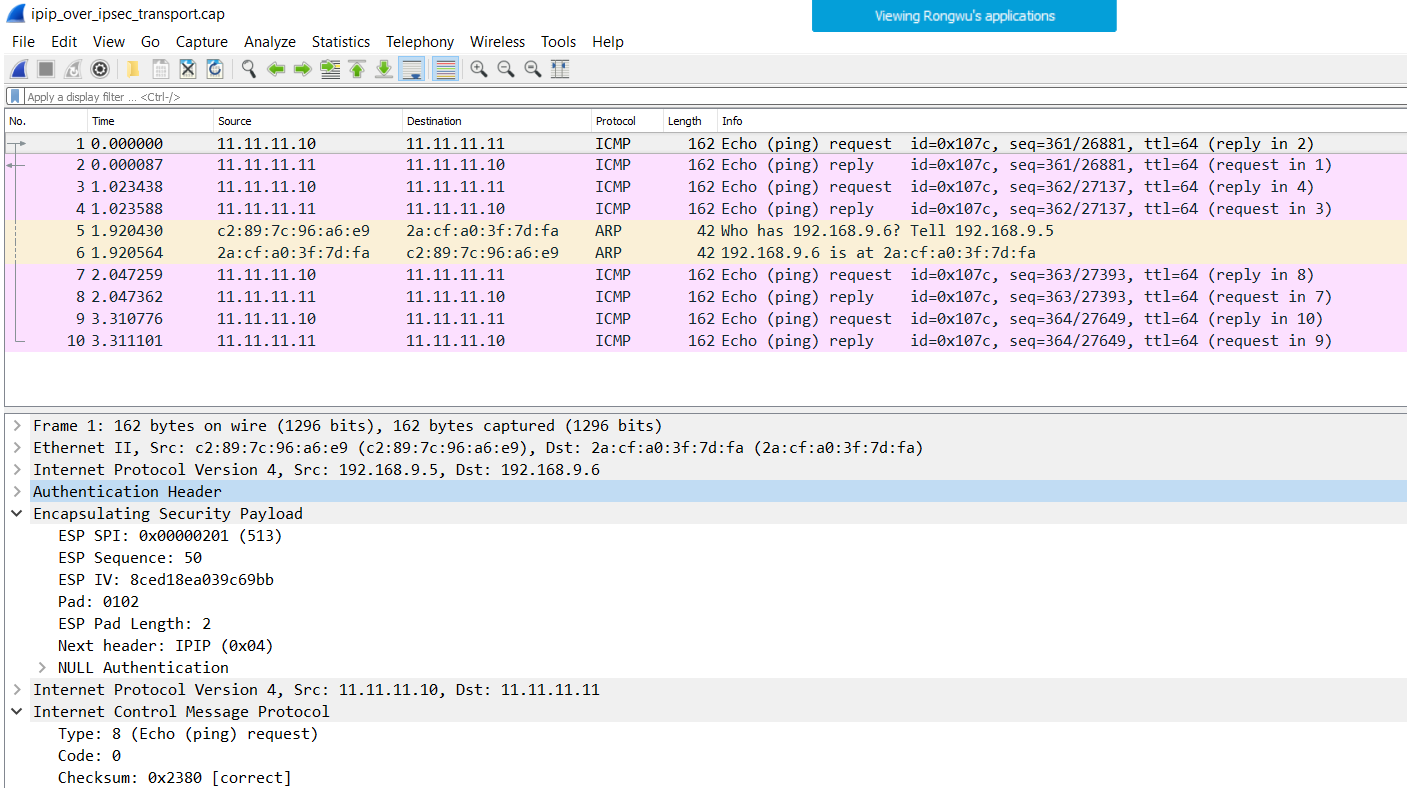 ipip_over_ipsec_transport.cap
Viewing Rongwu's applications
File Edit View Go Capture Analyze Statistics Telephony Wireless Tools Help
Apply a display filter ... <Ctrl-/>
No. Time Source Destination Protocol Length Info
1 0.000000 11.11.11.10 11.11.11.11 ICMP 162 Echo (ping) request id=0x107c, seq=361/26881, ttl=64 (reply in 2)
2 0.000087 11.11.11.11 11.11.11.10 ICMP 162 Echo (ping) reply id=0x107c, seq=361/26881, ttl=64 (request in 1)
3 1.023438 11.11.11.10 11.11.11.11 ICMP 162 Echo (ping) request id=0x107c, seq=362/27137, ttl=64 (reply in 4)
4 1.023588 11.11.11.11 11.11.11.10 ICMP 162 Echo (ping) reply id=0x107c, seq=362/27137, ttl=64 (request in 3)
5 1.920430 c2:89:7c:96:a6:e9 2a:cf:a0:3f:7d:fa ARP 42 Who has 192.168.9.6? Tell 192.168.9.5
6 1.920564 2a:cf:a0:3f:7d:fa c2:89:7c:96:a6:e9 ARP 42 192.168.9.6 is at 2a:cf:a0:3f:7d:fa
7 2.047259 11.11.11.10 11.11.11.11 ICMP 162 Echo (ping) request id=0x107c, seq=363/27393, ttl=64 (reply in 8)
8 2.047362 11.11.11.11 11.11.11.10 ICMP 162 Echo (ping) reply id=0x107c, seq=363/27393, ttl=64 (request in 7)
9 3.310776 11.11.11.10 11.11.11.11 ICMP 162 Echo (ping) request id=0x107c, seq=364/27649, ttl=64 (reply in 10)
10 3.311101 11.11.11.11 11.11.11.10 ICMP 162 Echo (ping) reply id=0x107c, seq=364/27649, ttl=64 (request in 9)
Frame 1: 162 bytes on wire (1296 bits), 162 bytes captured (1296 bits)
Ethernet II, Src: c2:89:7c:96:a6:e9 (c2:89:7c:96:a6:e9), Dst: 2a:cf:a0:3f:7d:fa (2a:cf:a0:3f:7d:fa)
Internet Protocol Version 4, Src: 192.168.9.5, Dst: 192.168.9.6
Authentication Header
Encapsulating Security Payload
ESP SPI: 0x00000201 (513)
ESP Sequence: 50
ESP IV: 8ced18ea039c69bb
Pad: 0102
ESP Pad Length: 2
Next header: IPIP (0x04)
NULL Authentication
Internet Protocol Version 4, Src: 11.11.11.10, Dst: 11.11.11.11
Internet Control Message Protocol
Type: 8 (Echo (ping) request)
Code: 0
Checksum: 0x2380 [correct]